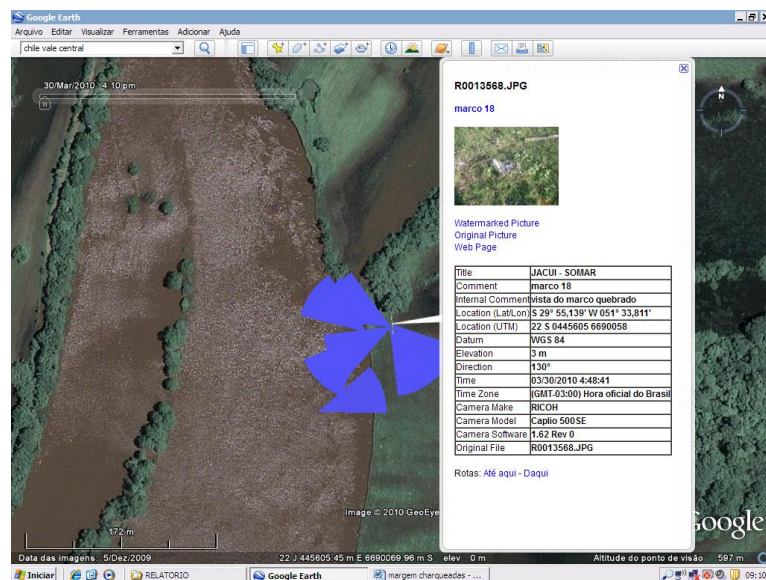 Google Earth
Arquivo Editar Visualizar Ferramentas Adicionar Ajuda
chile vale central
30/Mar/2010 4:10 pm
N
R0013568.JPG
marco 18
Watermarked Picture
Original Picture
Web Page
Title JACUI - SOMAR
Comment marco 18
Internal Comment vista do marco quebrado
Location (Lat/Lon) S 29° 55,139' W 051° 33,811'
Location (UTM) 22 S 0445605 6690058
Datum WGS 84
Elevation 3 m
Direction 130°
Time 03/30/2010 4:48:41
Time Zone (GMT-03:00) Hora oficial do Brasil
Camera Make RICOH
Camera Model Caplio 500SE
Camera Software 1.62 Rev 0
Original File R0013568.JPG
Rotas: Até aqui - Daqui
Image © 2010 GeoEye
Google
172 m
Data das imagens 5/Dez/2009 22 J 445605.45 m E 6690069.96 m S elev 0 m Altitude do ponto de visão 597 m
Iniciar RELATORIO Google Earth margem charqueadas - ... 09:10